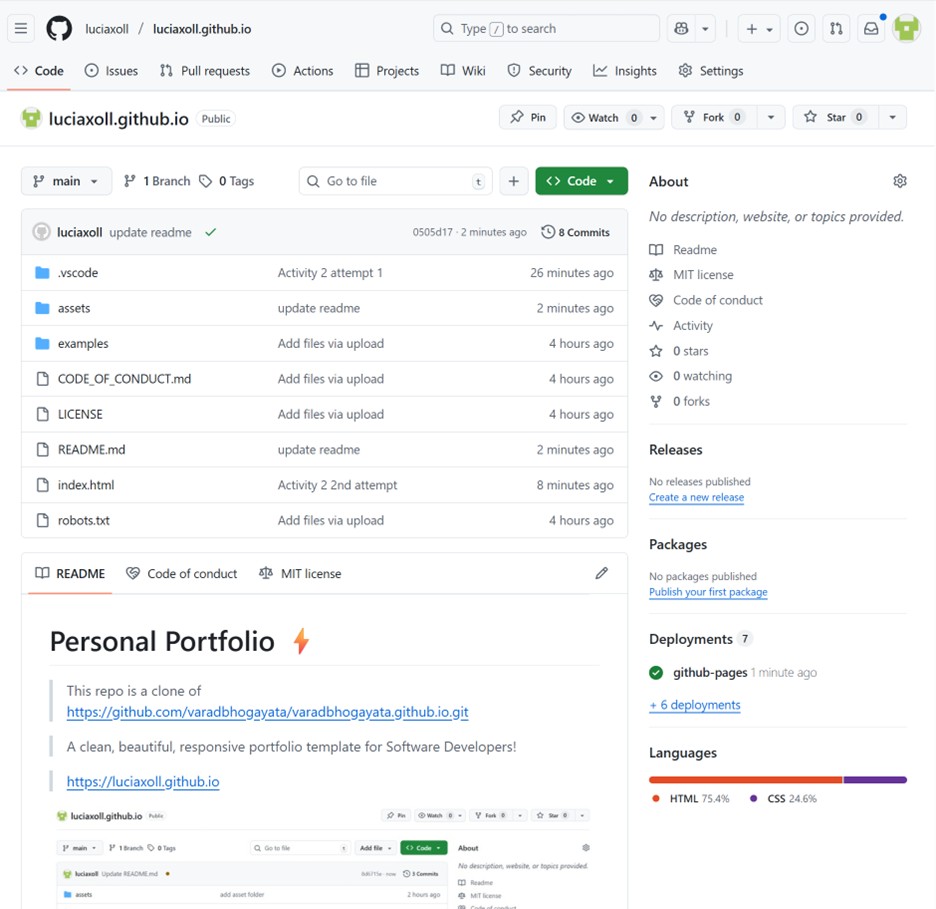 luciaxoll / luciaxoll.github.io Type / to search
Code Issues Pull requests Actions Projects Wiki Security Insights Settings
luciaxoll.github.io Public Pin Watch 0 Fork 0 Star 0
main 1 Branch 0 Tags Go to file t Code
luciaxoll update readme 0505d17 · 2 minutes ago 8 Commits
.vscode Activity 2 attempt 1 26 minutes ago
assets update readme 2 minutes ago
examples Add files via upload 4 hours ago
CODE_OF_CONDUCT.md Add files via upload 4 hours ago
LICENSE Add files via upload 4 hours ago
README.md update readme 2 minutes ago
index.html Activity 2 2nd attempt 8 minutes ago
robots.txt Add files via upload 4 hours ago
README Code of conduct MIT license
Personal Portfolio
This repo is a clone of
https://github.com/varadbhogayata/varadbhogayata.github.io.git
A clean, beautiful, responsive portfolio template for Software Developers!
https://luciaxoll.github.io
luciaxoll.github.io Public Pin Watch 0 Fork 0 Star 0
main 1 Branch 0 Tags Go to file t Add file Code About
No description, website, or topics provided.
luciaxoll Update README.md now 3 Commits
Readme
assets add asset folder 2 hours ago
MIT license
Code of conduct
About
No description, website, or topics provided.
Readme
MIT license
Code of conduct
Activity
0 stars
0 watching
0 forks
Releases
No releases published
Create a new release
Packages
No packages published
Publish your first package
Deployments 7
github-pages 1 minute ago
+ 6 deployments
Languages
HTML 75.4% CSS 24.6%